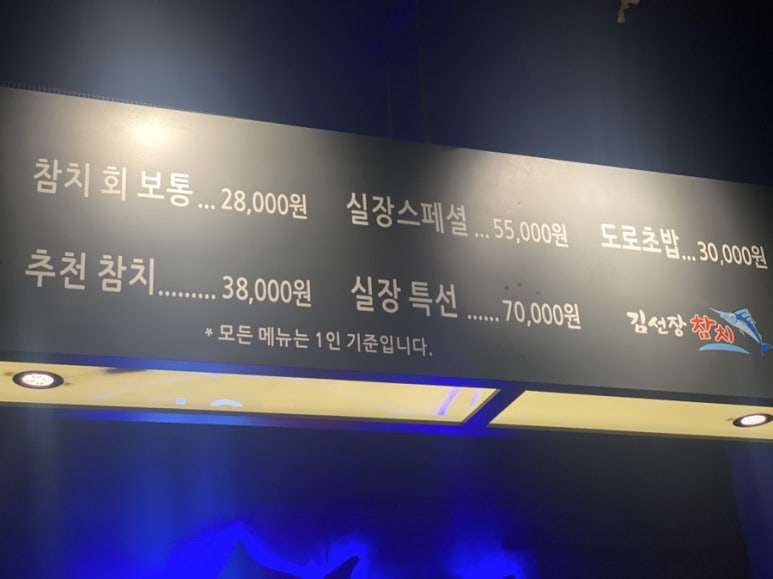 참치 회 보통 ... 28,000원 실장스페셜 ... 55,000원 도로초밥... 30,000원
추천 참치......... 38,000원 실장 특선 ...... 70,000원 김선장 참치
* 모든 메뉴는 1인 기준입니다.